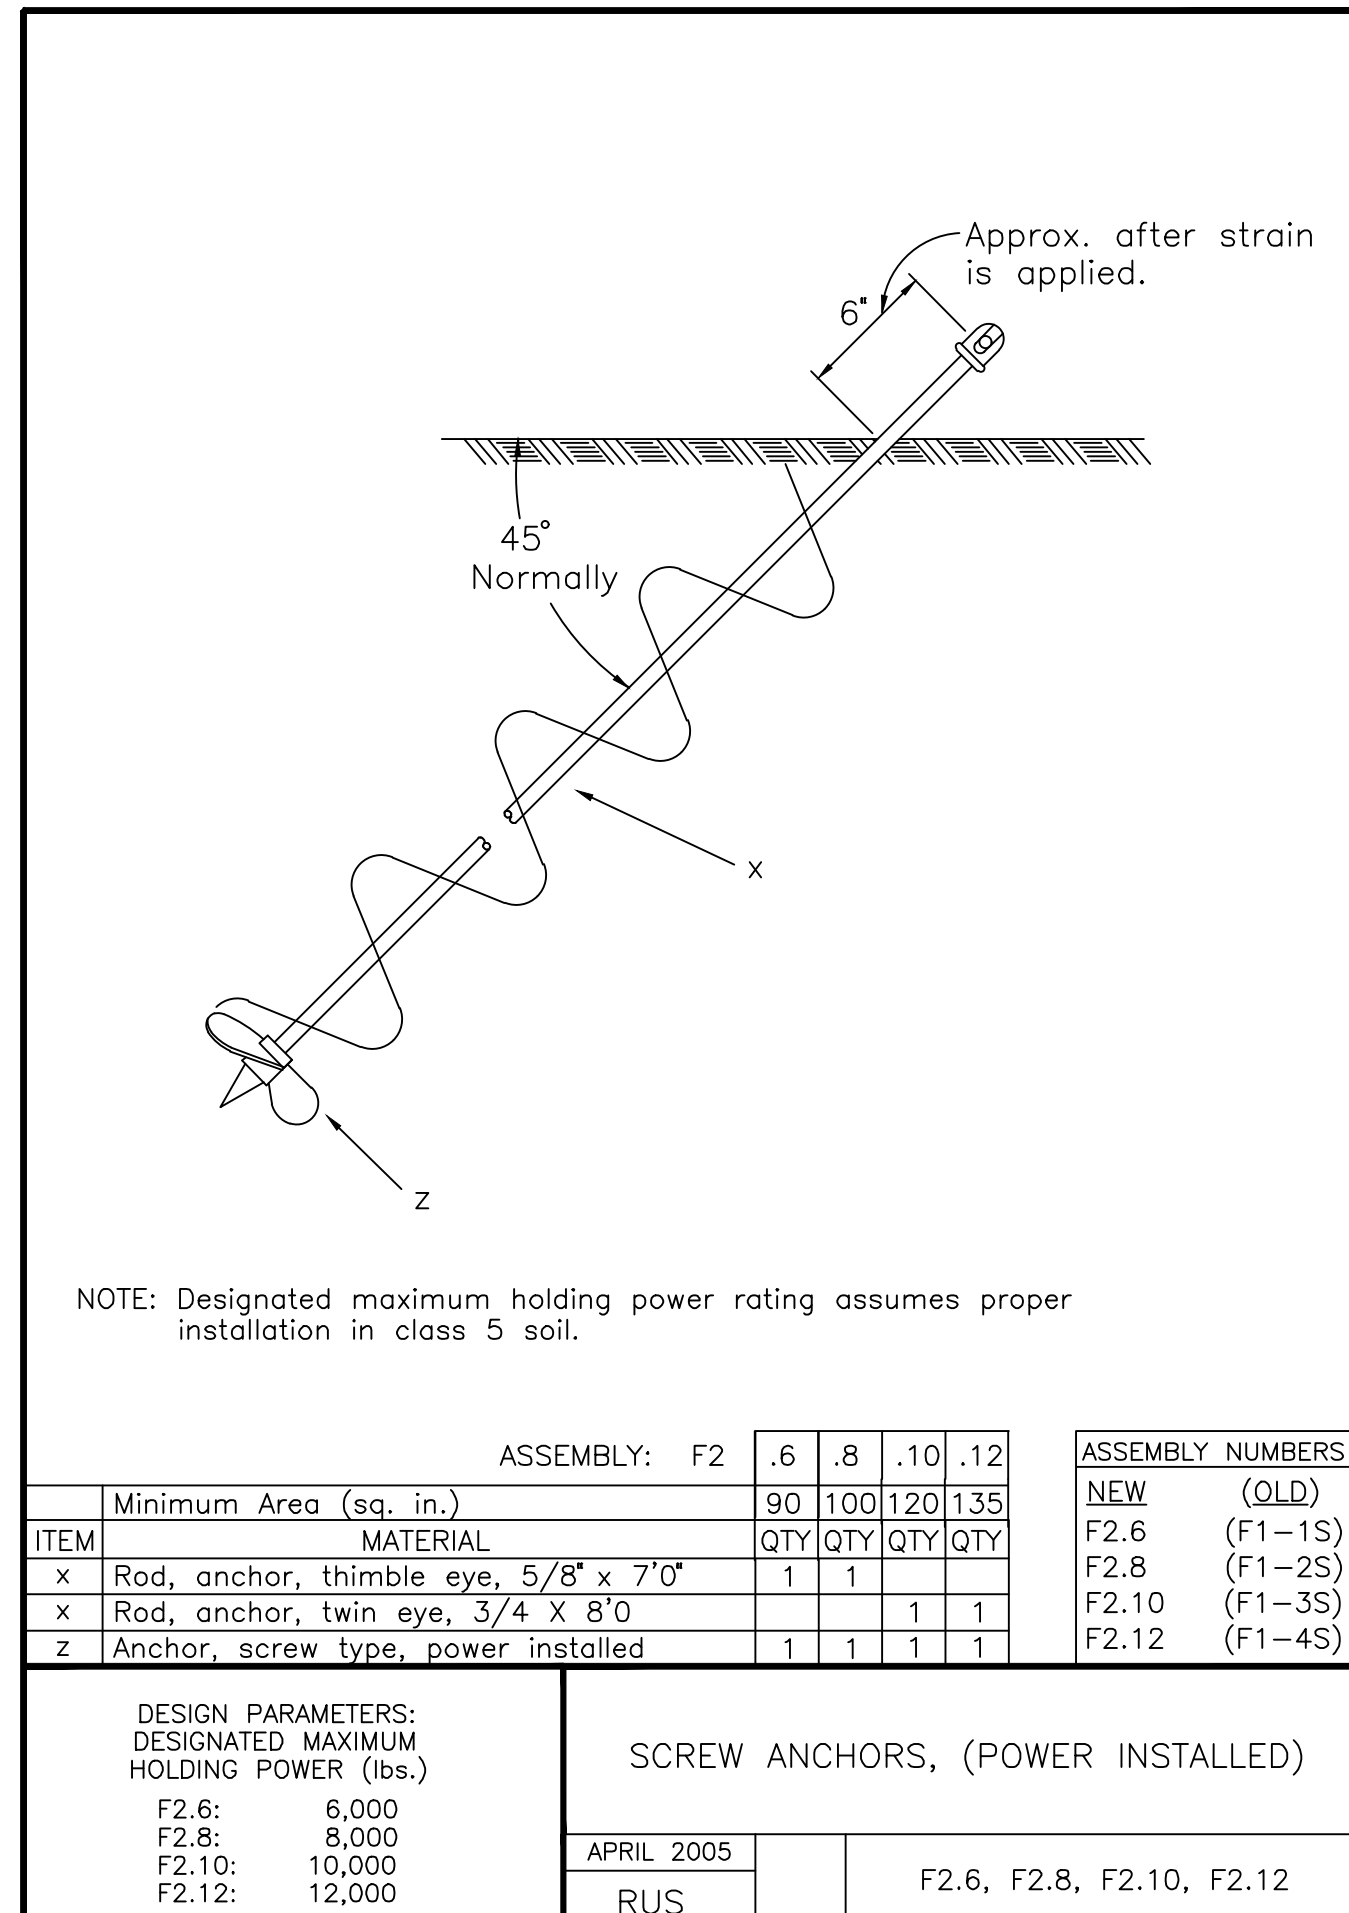 Approx. after strain
is applied.
6"
45°
Normally
x
z
NOTE: Designated maximum holding power rating assumes proper
installation in class 5 soil.
ASSEMBLY: F2 .6 .8 .10 .12
Minimum Area (sq. in.) 90 100 120 135
ITEM MATERIAL QTY QTY QTY QTY
x Rod, anchor, thimble eye, 5/8" x 7'0" 1 1
x Rod, anchor, twin eye, 3/4 X 8'0 1 1
z Anchor, screw type, power installed 1 1 1 1
ASSEMBLY NUMBERS
NEW (OLD)
F2.6 (F1-1S)
F2.8 (F1-2S)
F2.10 (F1-3S)
F2.12 (F1-4S)
DESIGN PARAMETERS:
DESIGNATED MAXIMUM
HOLDING POWER (lbs.)
F2.6: 6,000
F2.8: 8,000
F2.10: 10,000
F2.12: 12,000
SCREW ANCHORS, (POWER INSTALLED)
APRIL 2005
RUS
F2.6, F2.8, F2.10, F2.12